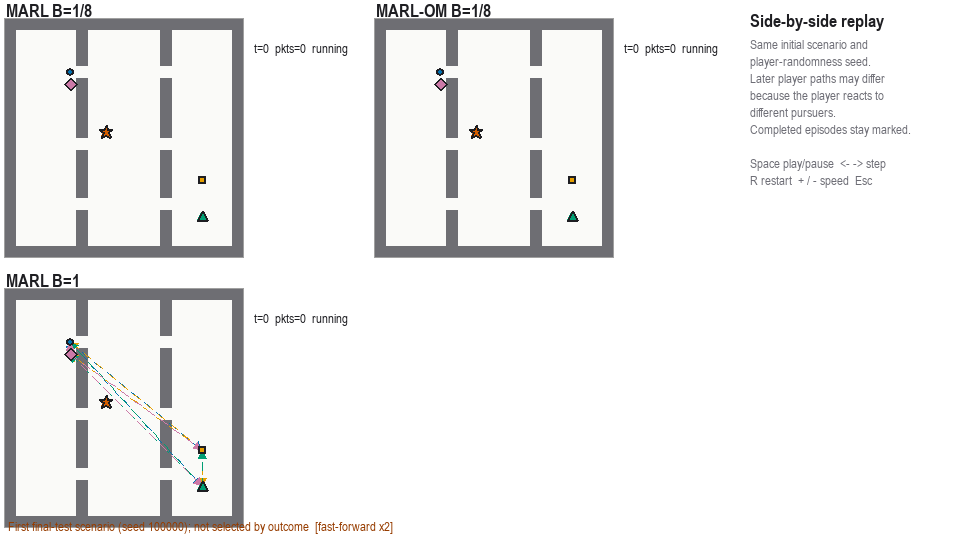 MARL B=1/8
t=0 pkts=0 running
MARL-OM B=1/8
t=0 pkts=0 running
Side-by-side replay
Same initial scenario and
player-randomness seed.
Later player paths may differ
because the player reacts to
different pursuers.
Completed episodes stay marked.
Space play/pause <- -> step
R restart + / - speed Esc
MARL B=1
t=0 pkts=0 running
First final-test scenario (seed 100000); not selected by outcome [fast-forward x2]